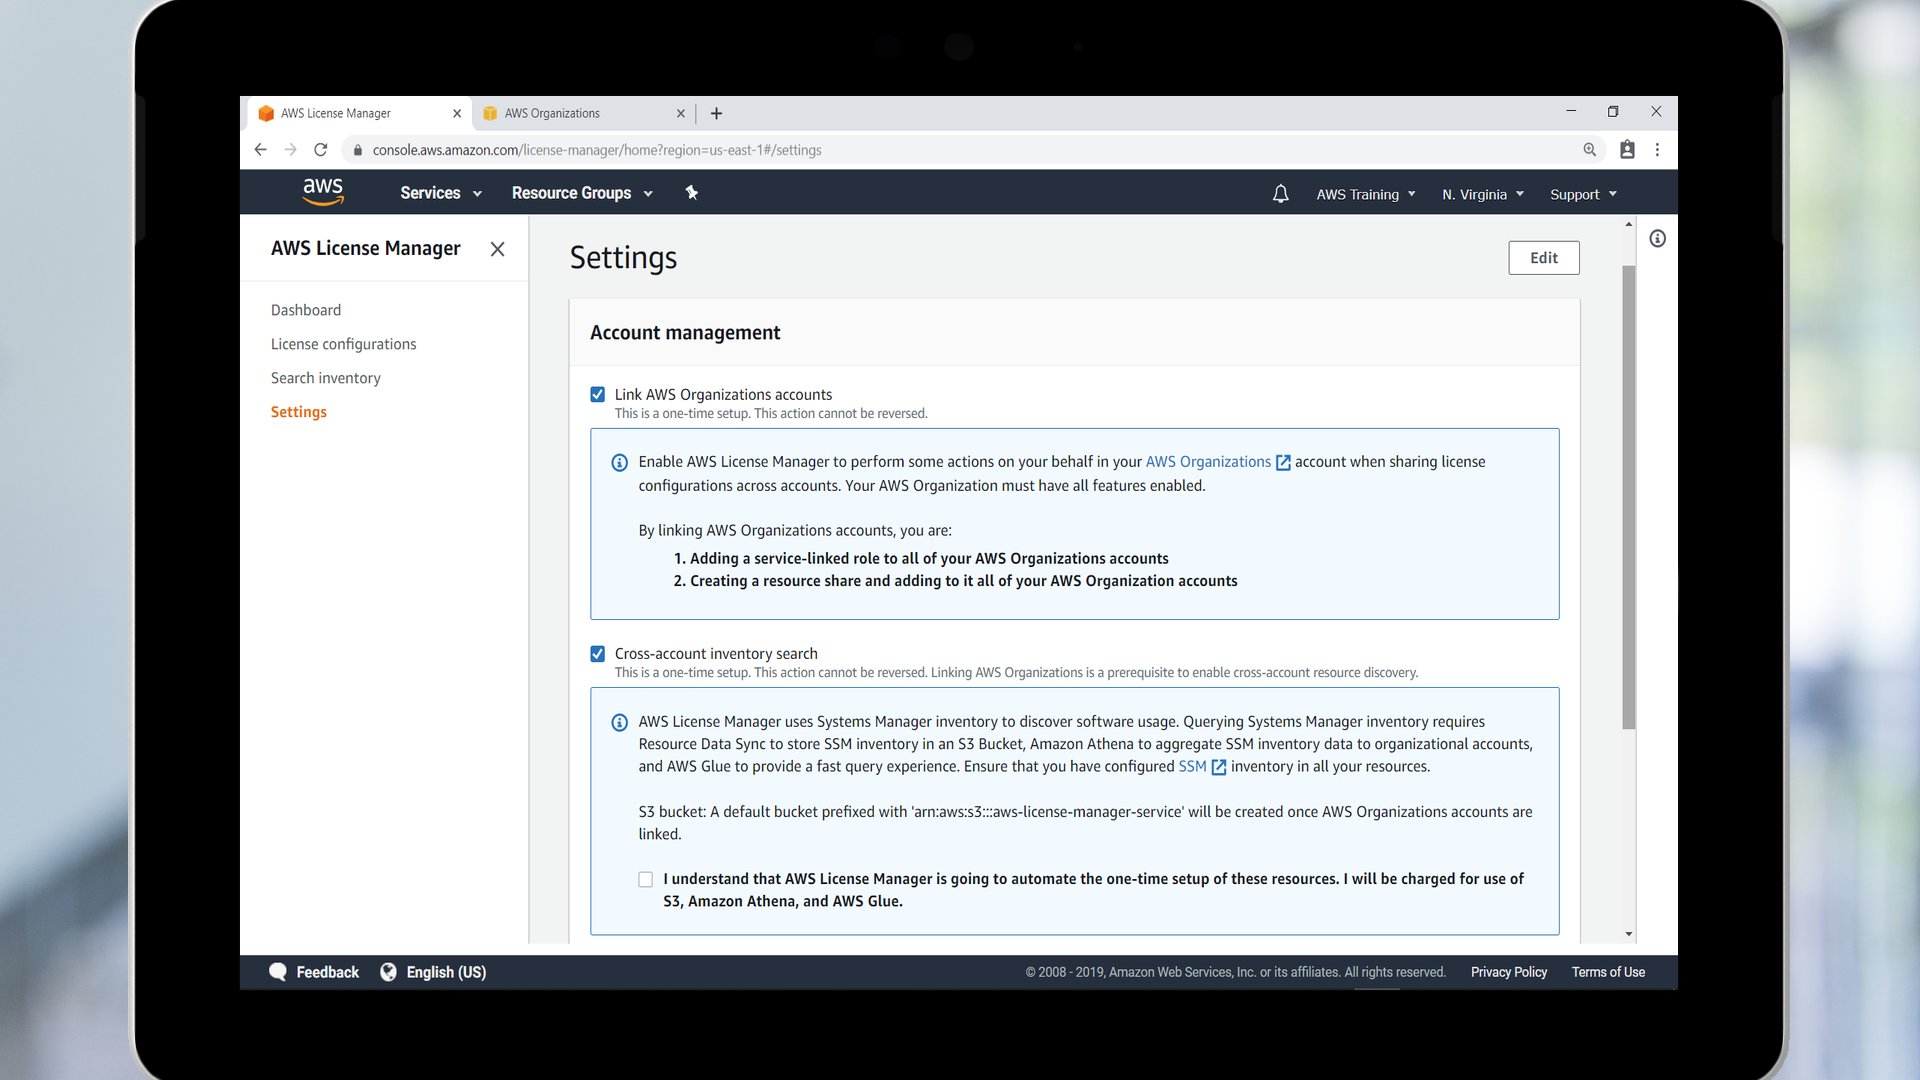 AWS License Manager
AWS Organizations
console.aws.amazon.com/license-manager/home?region=us-east-1#/settings
aws
Services
Resource Groups
AWS Training
N. Virginia
Support
AWS License Manager
Dashboard
License configurations
Search inventory
Settings
Settings
Edit
Account management
Link AWS Organizations accounts
This is a one-time setup. This action cannot be reversed.
Enable AWS License Manager to perform some actions on your behalf in your AWS Organizations account when sharing license
configurations across accounts. Your AWS Organization must have all features enabled.
By linking AWS Organizations accounts, you are:
1. Adding a service-linked role to all of your AWS Organizations accounts
2. Creating a resource share and adding to it all of your AWS Organization accounts
Cross-account inventory search
This is a one-time setup. This action cannot be reversed. Linking AWS Organizations is a prerequisite to enable cross-account resource discovery.
AWS License Manager uses Systems Manager inventory to discover software usage. Querying Systems Manager inventory requires
Resource Data Sync to store SSM inventory in an S3 Bucket, Amazon Athena to aggregate SSM inventory data to organizational accounts,
and AWS Glue to provide a fast query experience. Ensure that you have configured SSM inventory in all your resources.
S3 bucket: A default bucket prefixed with 'arn:aws:s3:::aws-license-manager-service' will be created once AWS Organizations accounts are
linked.
I understand that AWS License Manager is going to automate the one-time setup of these resources. I will be charged for use of
S3, Amazon Athena, and AWS Glue.
Feedback
English (US)
© 2008 - 2019, Amazon Web Services, Inc. or its affiliates. All rights reserved.
Privacy Policy
Terms of Use